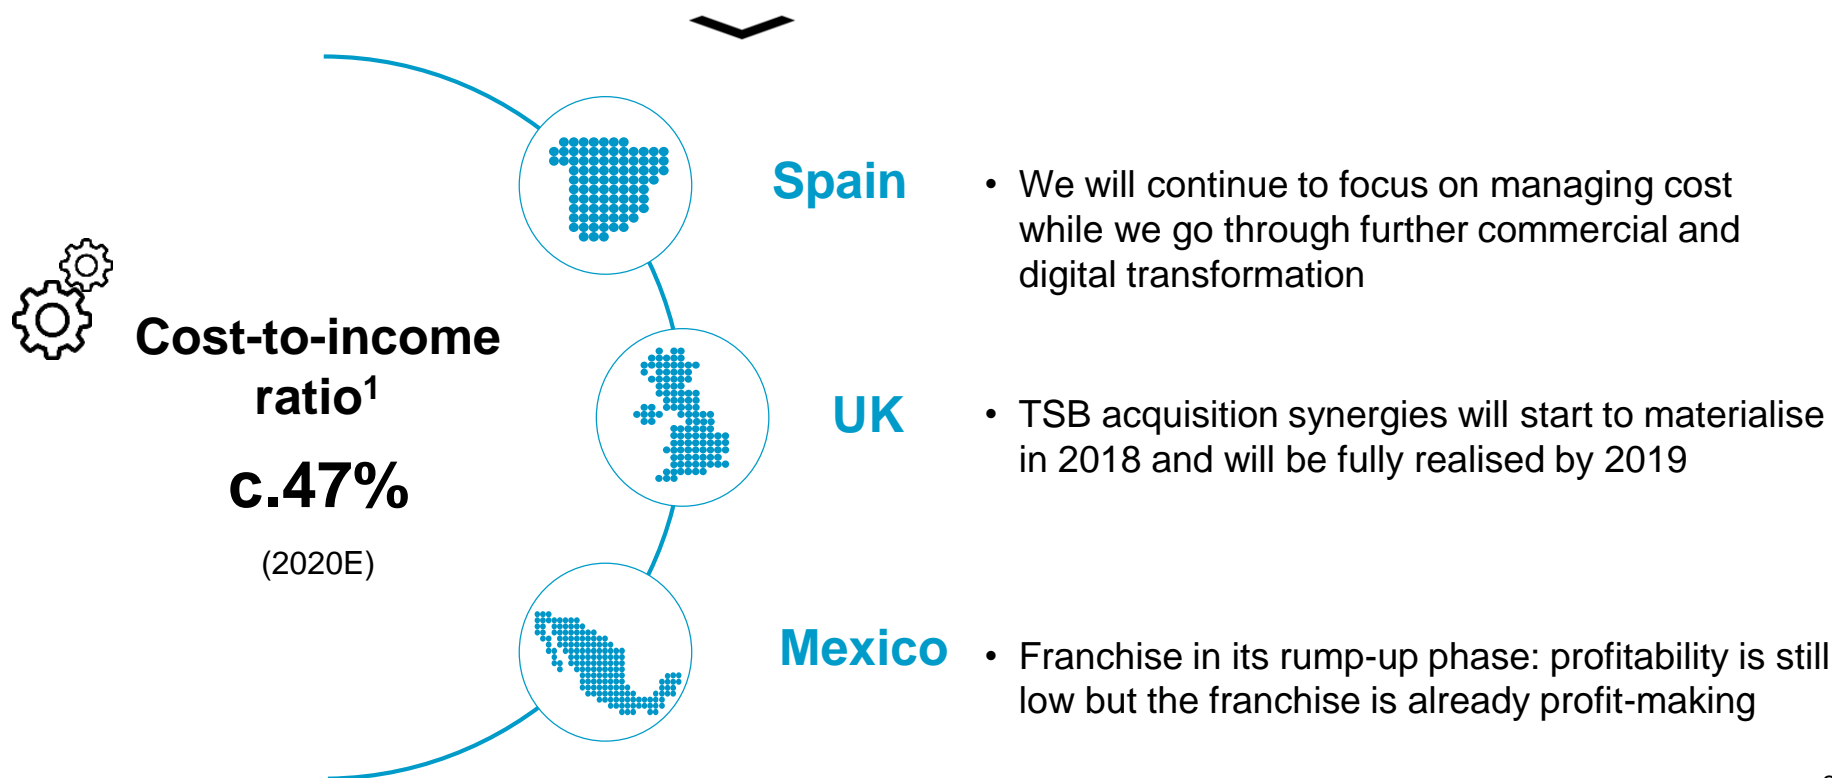 Cost-to-income
ratio1
c.47%
(2020E)
Spain
• We will continue to focus on managing cost
while we go through further commercial and
digital transformation
UK
• TSB acquisition synergies will start to materialise
in 2018 and will be fully realised by 2019
Mexico
• Franchise in its rump-up phase: profitability is still
low but the franchise is already profit-making